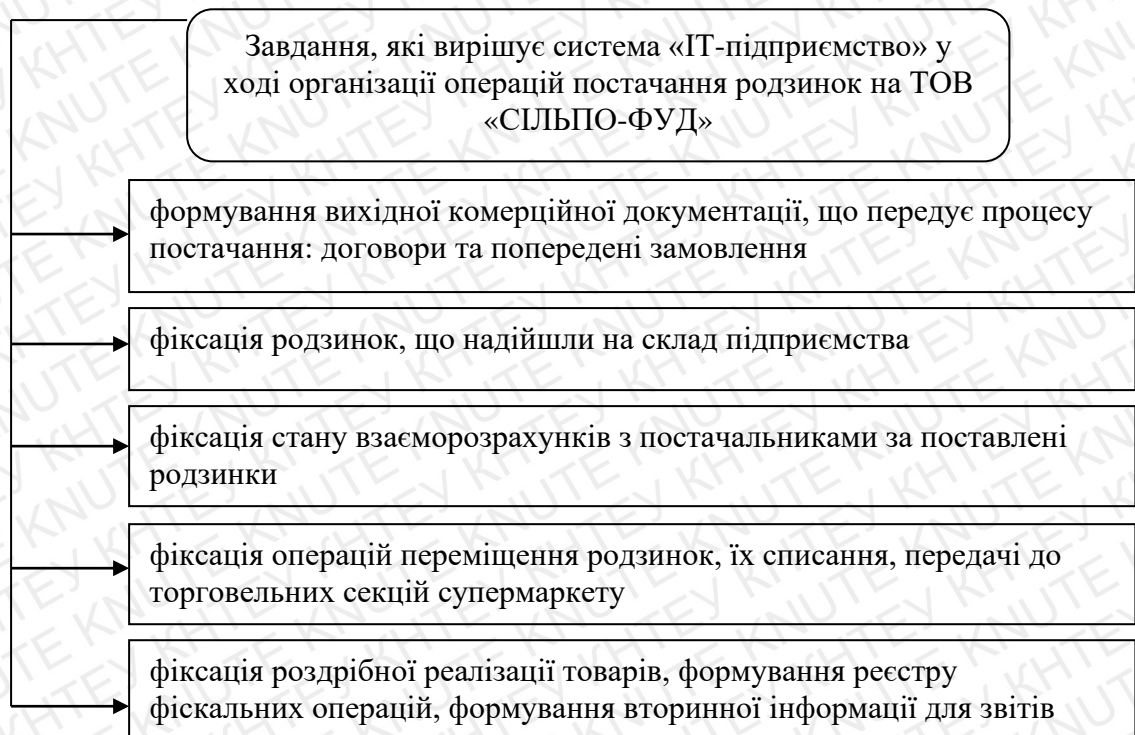 Завдання, які вирішує система «ІТ-підприємство» у
ході організації операцій постачання родзинок на ТОВ
«СІЛЬПО-ФУД»
формування вихідної комерційної документації, що передує процесу
постачання: договори та попередені замовлення
фіксація родзинок, що надійшли на склад підприємства
фіксація стану взаєморозрахунків з постачальниками за поставлені
родзинки
фіксація операцій переміщення родзинок, їх списання, передачі до
торговельних секцій супермаркету
фіксація роздрібної реалізації товарів, формування реєстру
фіскальних операцій, формування вторинної інформації для звітів